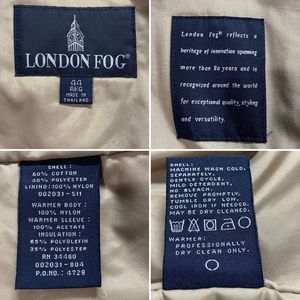 LONDON FOG®
44
REG
MADE IN
THAILAND
London Fog® reflects a
heritage of innovation spanning
more than 80 years and is
recognized around the world
for exceptional quality, styling
and versatility.
SHELL:
60% COTTON
40% POLYESTER
LINING: 100% NYLON
002031-511
WARMER BODY:
100% NYLON
WARMER SLEEVE:
100% ACETATE
INSULATION:
65% POLYOLEFIN
35% POLYESTER
RN 34460
002031-804
P.O.NO. 4729
SHELL:
MACHINE WASH COLD,
SEPARATELY,
GENTLE CYCLE.
MILD DETERGENT,
NO BLEACH.
REMOVE PROMPTLY.
TUMBLE DRY LOW.
COOL IRON IF NEEDED
OR MAY BE
DRY CLEANED.
WARMER:
PROFESSIONALLY
DRY CLEAN ONLY.